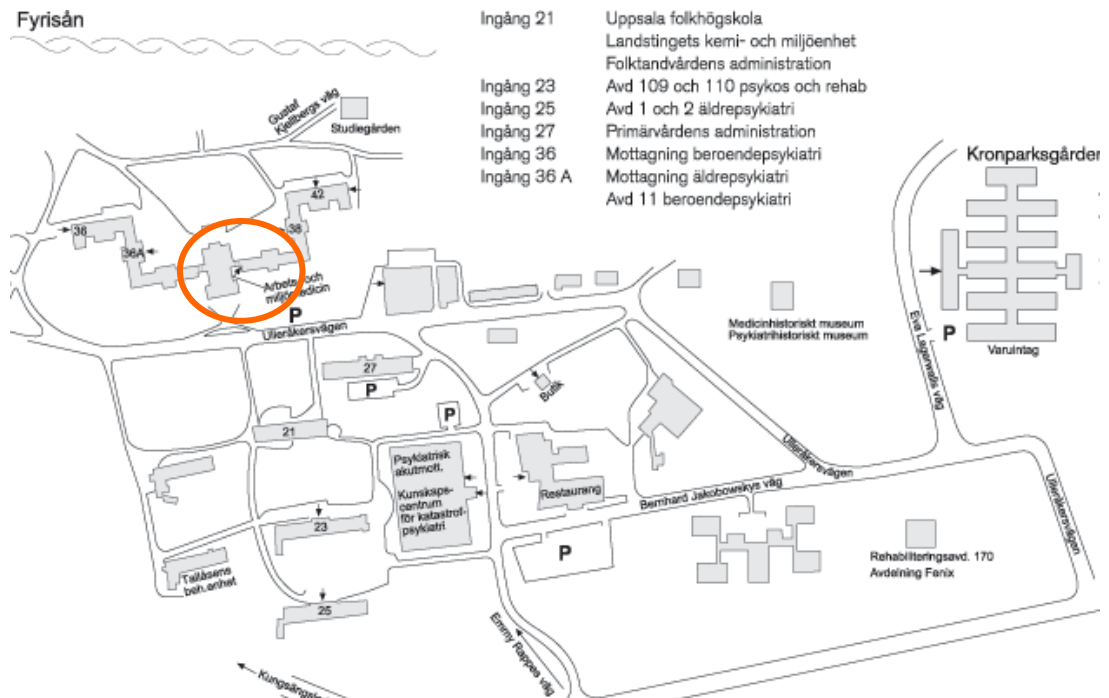 Fyrisån
Ingång 21 Uppsala folkhögskola
Landstingets kemi- och miljöenhet
Folktandvårdens administration
Ingång 23 Avd 109 och 110 psykos och rehab
Ingång 25 Avd 1 och 2 äldrepsykiatri
Ingång 27 Primärvårdens administration
Ingång 36 Mottagning beroendepsykiatri
Ingång 36 A Mottagning äldrepsykiatri
Avd 11 beroendepsykiatri
Gustaf
Kjellbergs väg
Studiegården
Kronparksgården
42
36
38
36A
Arbets- och
miljömedicin
P
Ulleråkersvägen
Medicinhistoriskt museum
Psykiatrihistoriskt museum
Eva Lagerwalls väg
P
Varuintag
27
P
Butik
P
21
Psykiatrisk
akutmott.
Kunskaps-
centrum
för katastrof-
psykiatri
Restaurang
Ulleråkersvägen
Bernhard Jakobowskys väg
Ulleråkersvägen
23
P
Rehabiliteringsavd. 170
Avdelning Fenix
Tallåsens
beh.enhet
25
Emmy Rappes väg